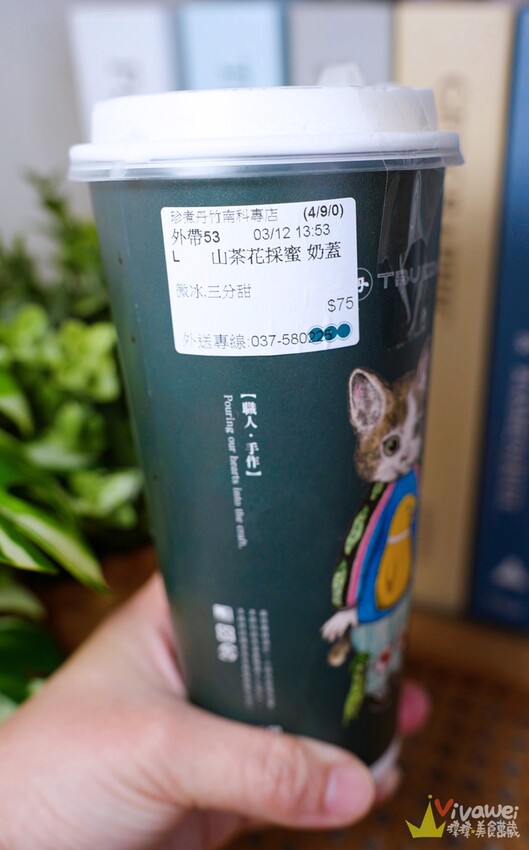 珍煮丹竹南科專店 (4/9/0)
外帶53 03/12 13:53
L 山茶花採蜜 奶蓋
微冰.三分甜
$75
外送專線:037-580
【職人・手作】
Pouring our hearts into the craft.
Vivawei